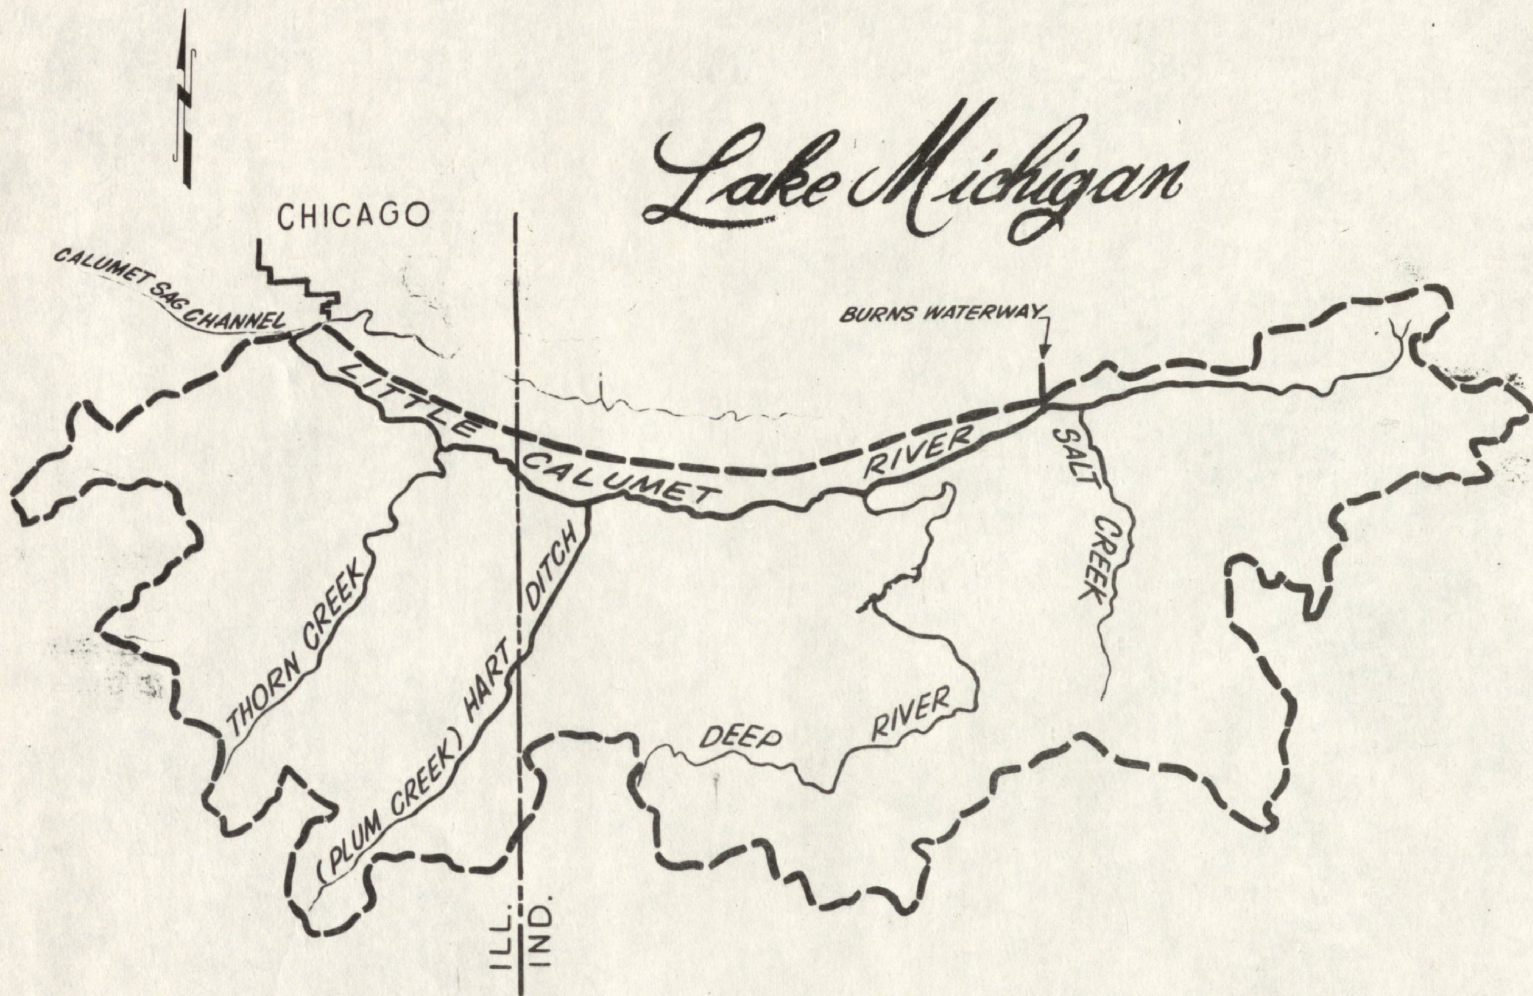 Lake Michigan
CHICAGO
CALUMET SAG CHANNEL
BURNS WATERWAY
LITTLE CALUMET RIVER
SALT CREEK
THORN CREEK
(PLUM CREEK) HART DITCH
DEEP RIVER
ILL.
IND.